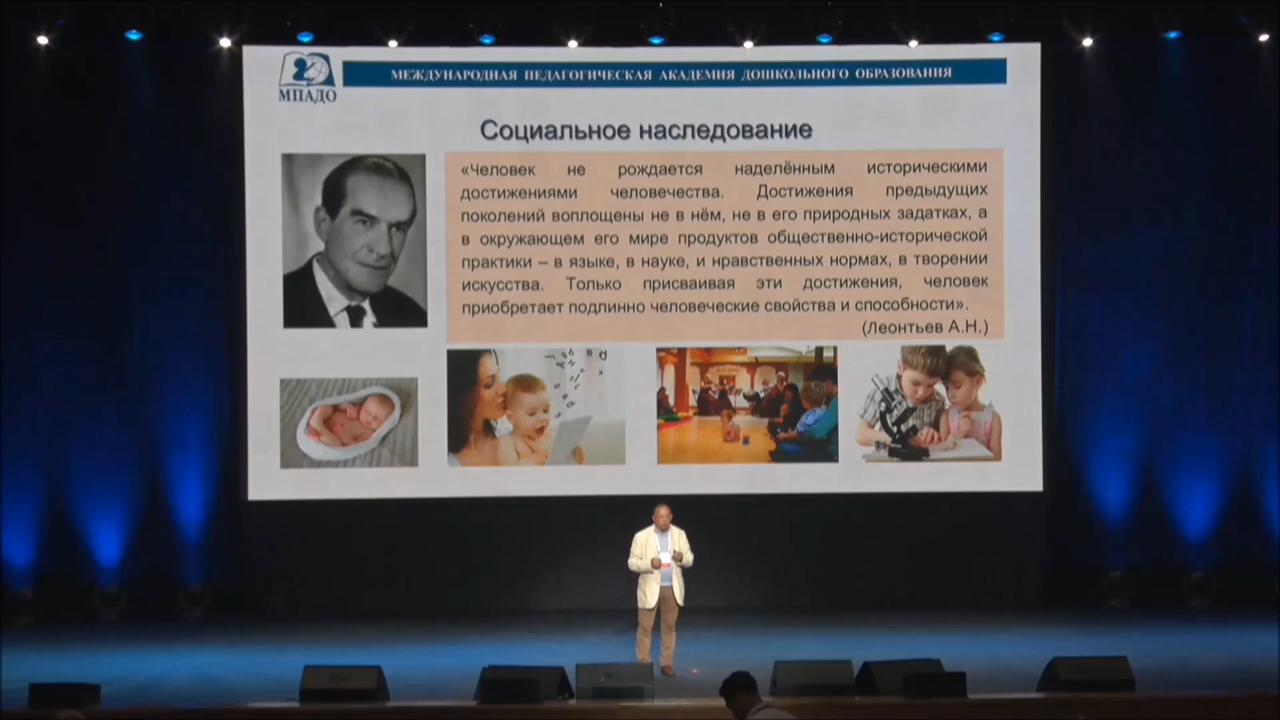 МЕЖДУНАРОДНАЯ ПЕДАГОГИЧЕСКАЯ АКАДЕМИЯ ДОШКОЛЬНОГО ОБРАЗОВАНИЯ
МПАДО
Социальное наследование
«Человек не рождается наделённым историческими
достижениями человечества. Достижения предыдущих
поколений воплощены не в нём, не в его природных задатках, а
в окружающем его мире продуктов общественно-исторической
практики – в языке, в науке, и нравственных нормах, в творении
искусства. Только присваивая эти достижения, человек
приобретает подлинно человеческие свойства и способности».
(Леонтьев А.Н.)